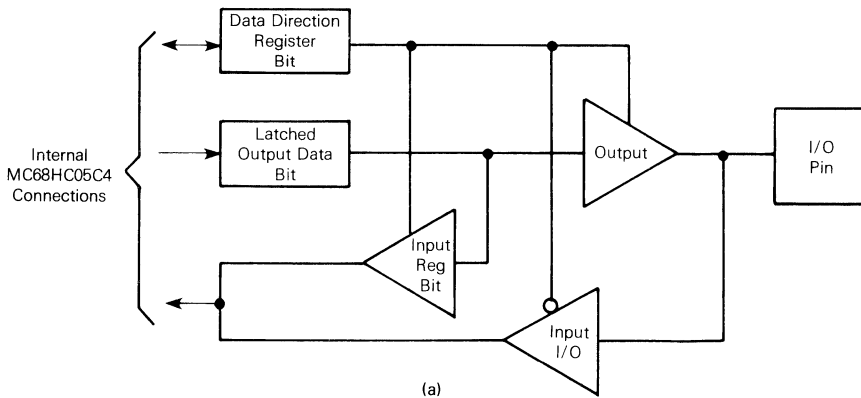 Data Direction
Register
Bit
Latched
Output Data
Bit
Internal
MC68HC05C4
Connections
Output
I/O
Pin
Input
Reg
Bit
Input
I/O
(a)